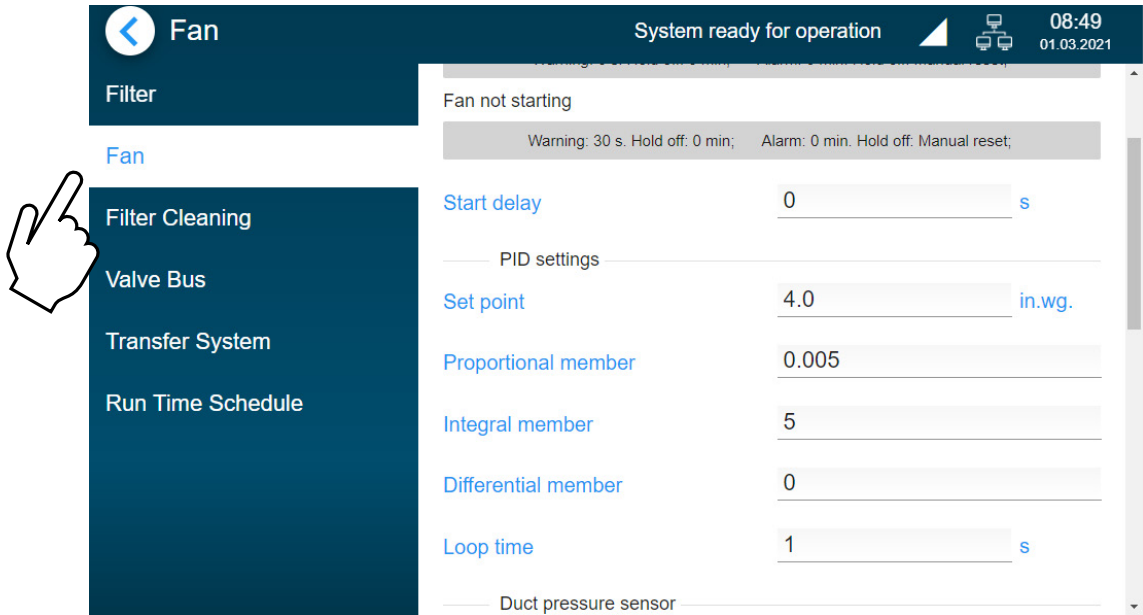 Fan
System ready for operation
08:49
01.03.2021
Filter
Fan
Filter Cleaning
Valve Bus
Transfer System
Run Time Schedule
Fan not starting
Warning: 30 s. Hold off: 0 min; Alarm: 0 min. Hold off: Manual reset;
Start delay 0 s
PID settings
Set point 4.0 in.wg.
Proportional member 0.005
Integral member 5
Differential member 0
Loop time 1 s
Duct pressure sensor